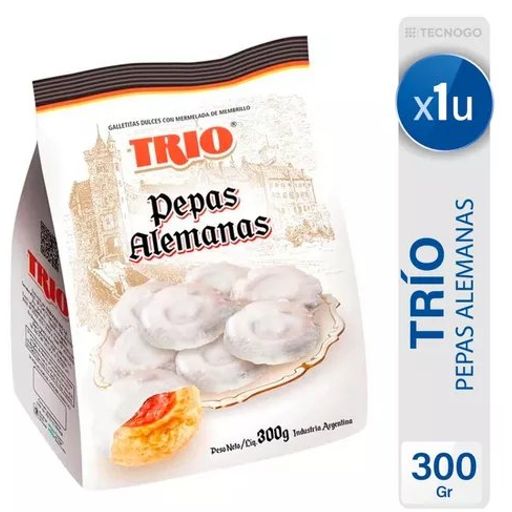 TECNOGO
x1u
GALLETITAS DULCES CON MERMELADA DE MEMBRILLO
TRIO®
Pepas
Alemanas
TRIO
Peso Neto/Liq. 300g Industria Argentina
TRÍO
PEPAS ALEMANAS
300
Gr